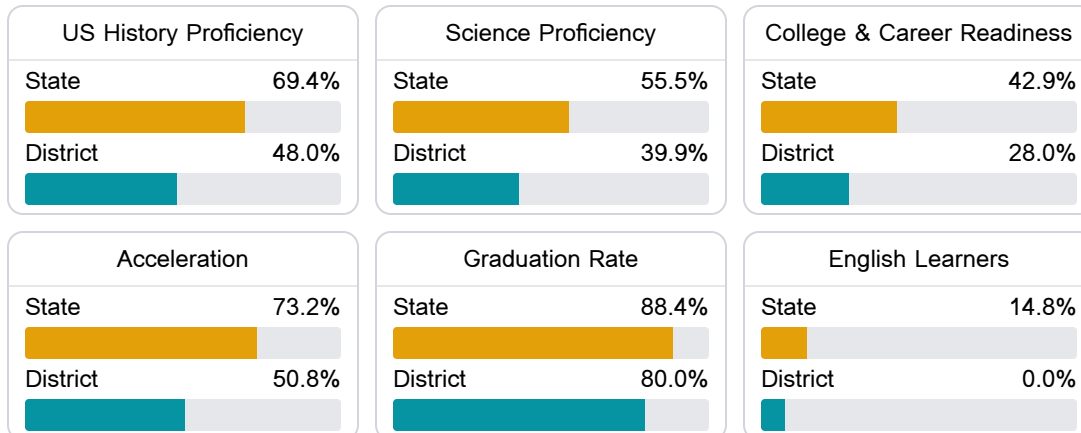 US History Proficiency
State 69.4%
District 48.0%
Science Proficiency
State 55.5%
District 39.9%
College & Career Readiness
State 42.9%
District 28.0%
Acceleration
State 73.2%
District 50.8%
Graduation Rate
State 88.4%
District 80.0%
English Learners
State 14.8%
District 0.0%